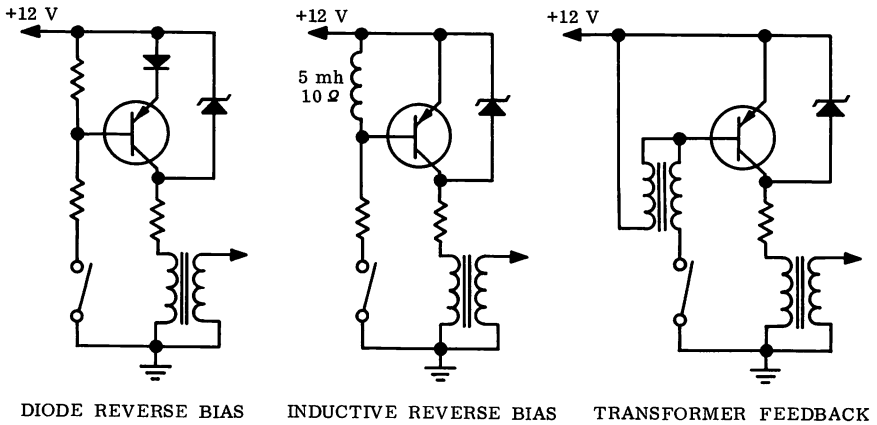 +12 V
+12 V
+12 V
5 mh
10 Ω
DIODE REVERSE BIAS
INDUCTIVE REVERSE BIAS
TRANSFORMER FEEDBACK